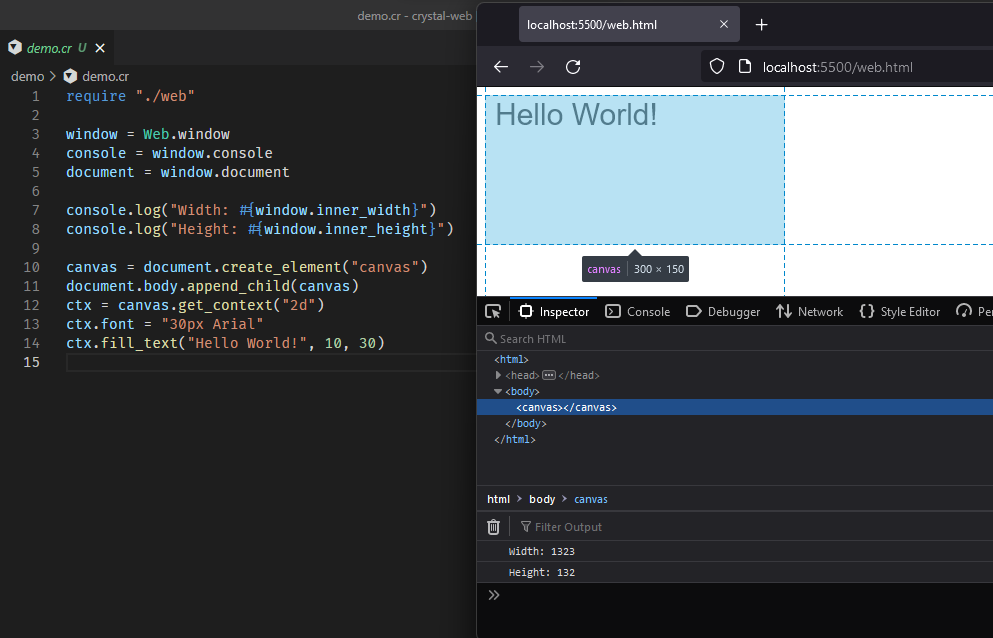 demo.cr - crystal-web
demo.cr U
demo > demo.cr
1 require "./web"
2
3 window = Web.window
4 console = window.console
5 document = window.document
6
7 console.log("Width: #{window.inner_width}")
8 console.log("Height: #{window.inner_height}")
9
10 canvas = document.create_element("canvas")
11 document.body.append_child(canvas)
12 ctx = canvas.get_context("2d")
13 ctx.font = "30px Arial"
14 ctx.fill_text("Hello World!", 10, 30)
15
localhost:5500/web.html
localhost:5500/web.html
Hello World!
canvas 300 × 150
Inspector Console Debugger Network Style Editor Pe
Search HTML
<html>
<head> ••• </head>
<body>
<canvas></canvas>
</body>
</html>
html > body > canvas
Filter Output
Width: 1323
Height: 132